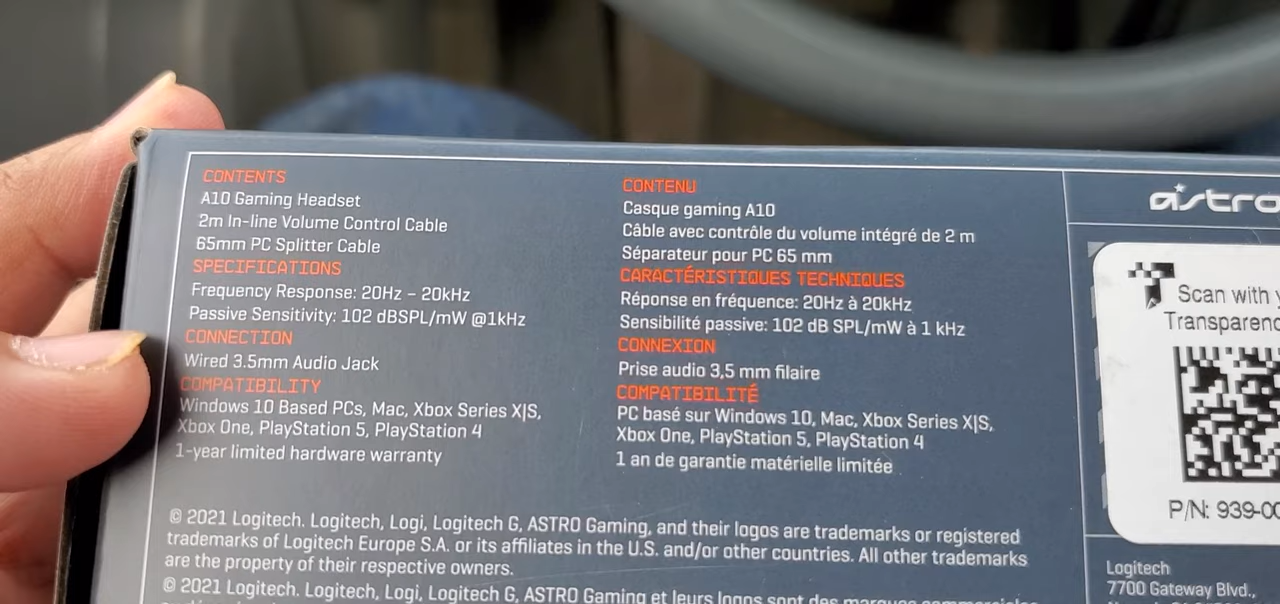 CONTENTS
A10 Gaming Headset
2m In-line Volume Control Cable
65mm PC Splitter Cable
SPECIFICATIONS
Frequency Response: 20Hz – 20kHz
Passive Sensitivity: 102 dBSPL/mW @1kHz
CONNECTION
Wired 3.5mm Audio Jack
COMPATIBILITY
Windows 10 Based PCs, Mac, Xbox Series X|S,
Xbox One, PlayStation 5, PlayStation 4
1-year limited hardware warranty
CONTENU
Casque gaming A10
Câble avec contrôle du volume intégré de 2 m
Séparateur pour PC 65 mm
CARACTÉRISTIQUES TECHNIQUES
Réponse en fréquence: 20Hz à 20kHz
Sensibilité passive: 102 dB SPL/mW à 1 kHz
CONNEXION
Prise audio 3,5 mm filaire
COMPATIBILITÉ
PC basé sur Windows 10, Mac, Xbox Series X|S,
Xbox One, PlayStation 5, PlayStation 4
1 an de garantie matérielle limitée
© 2021 Logitech. Logitech, Logi, Logitech G, ASTRO Gaming, and their logos are trademarks or registered
trademarks of Logitech Europe S.A. or its affiliates in the U.S. and/or other countries. All other trademarks
are the property of their respective owners.
© 2021 Logitech. Logitech, Logi, Logitech G, ASTRO Gaming et leurs logos sont des marques
astro
Scan with
P/N: 939-00
Logitech
7700 Gateway Blvd.,